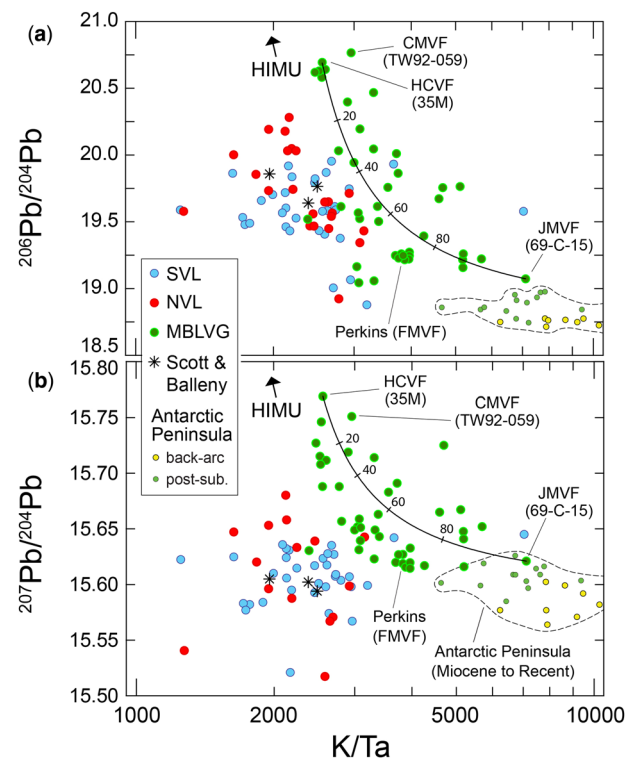 (a)
21.0
20.5
20.0
19.5
19.0
18.5
206Pb/204Pb
HIMU
CMVF
(TW92-059)
HCVF
(35M)
20
40
60
80
JMVF
(69-C-15)
Perkins (FMVF)
SVL
NVL
MBLVG
Scott &
Balleny
Antarctic
Peninsula
back-arc
post-sub.
(b)
15.80
15.75
15.70
15.65
15.60
15.55
15.50
207Pb/204Pb
HIMU
HCVF
(35M)
CMVF
(TW92-059)
20
40
60
80
JMVF
(69-C-15)
Perkins
(FMVF)
Antarctic Peninsula
(Miocene to Recent)
1000
2000
5000
10000
K/Ta